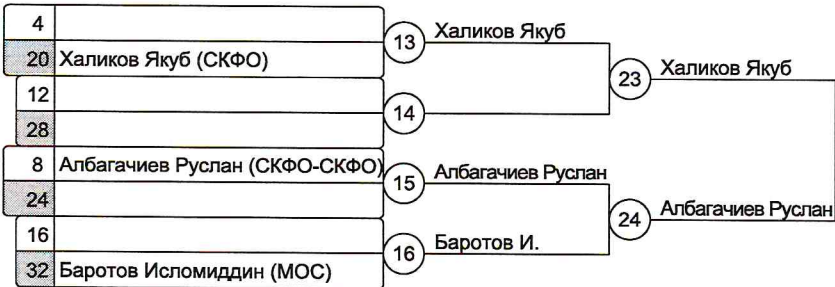 4
20 Халиков Якуб (СКФО)
13 Халиков Якуб
12
28
14
23 Халиков Якуб
8 Албагачиев Руслан (СКФО-СКФО)
24
15 Албагачиев Руслан
16
32 Баротов Исломиддин (МОС)
16 Баротов И.
24 Албагачиев Руслан